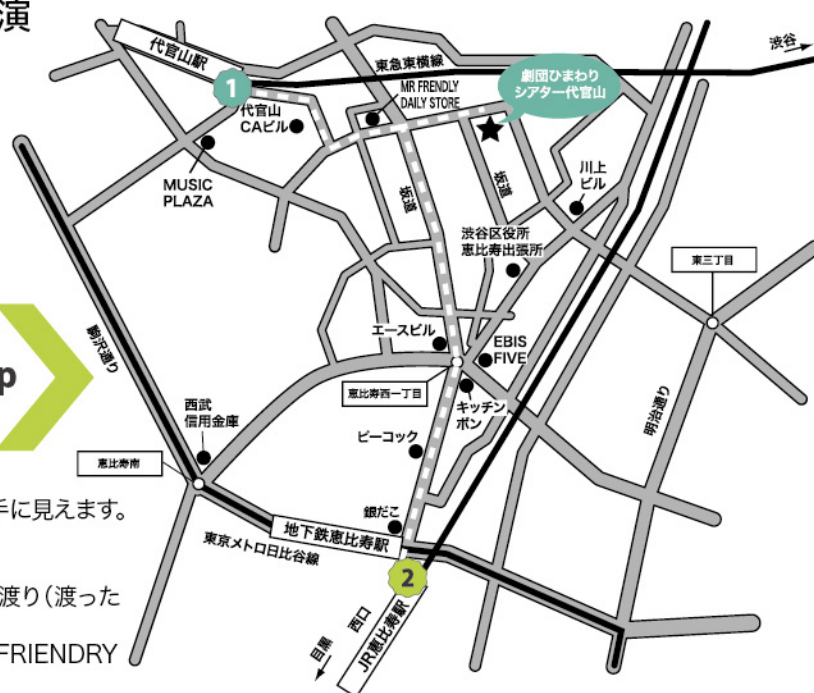 演
代官山駅
1
東急東横線
渋谷
劇団ひまわり
シアター代官山
MR FRENDLY
DAILY STORE
代官山
CAビル
MUSIC
PLAZA
坂道
坂道
川上
ビル
渋谷区役所
恵比寿出張所
東三丁目
駒沢通り
エースビル
EBIS
FIVE
恵比寿西一丁目
キッチン
ボン
明治通り
p
西武
信用金庫
ピーコック
恵比寿南
手に見えます。
銀だこ
地下鉄恵比寿駅
東京メトロ日比谷線
2
渡り（渡った
西口
目黒
JR恵比寿駅
FRIENDRY